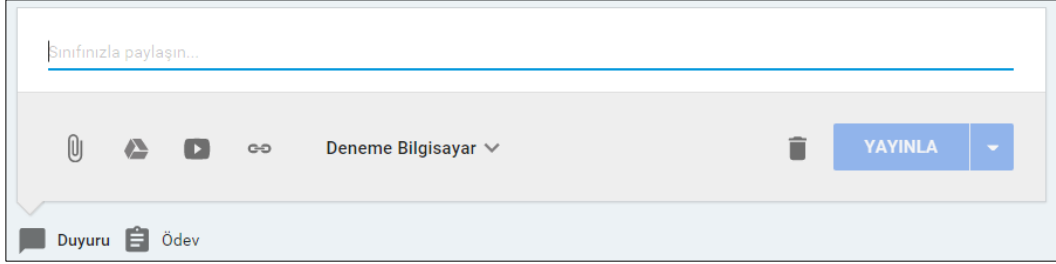 Sınıfınızla paylaşın...
Deneme Bilgisayar
YAYINLA
Duyuru
Ödev